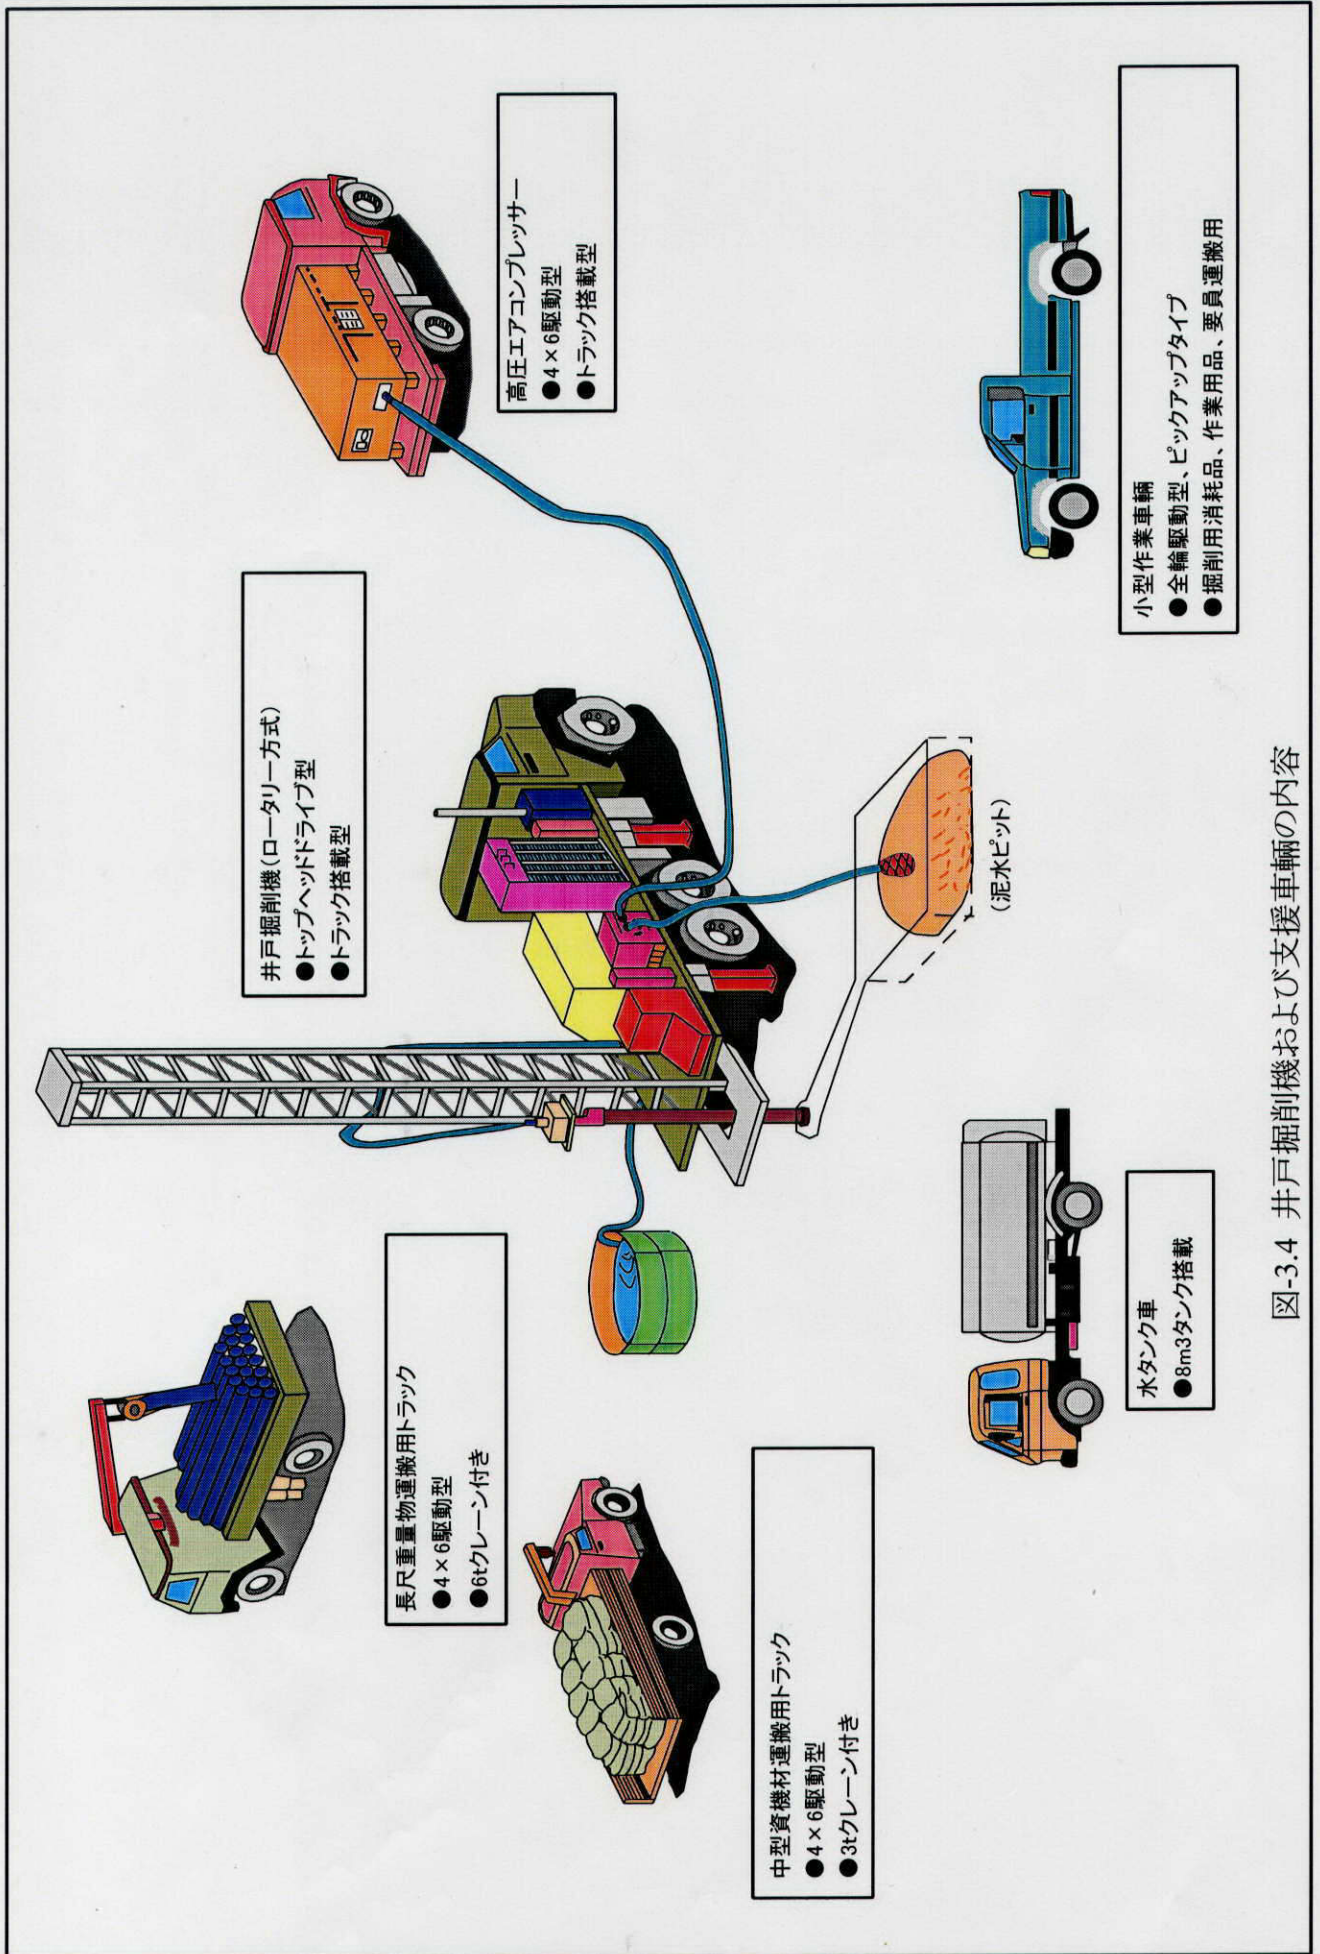 長尺重量物運搬用トラック
●4×6駆動型
●6tクレーン付き
井戸掘削機(ロータリー方式)
●トップヘッドドライブ型
●トラック搭載型
高圧エアコンプレッサー
●4×6駆動型
●トラック搭載型
中型資機材運搬用トラック
●4×6駆動型
●3tクレーン付き
(泥水ピット)
水タンク車
●8m3タンク搭載
小型作業車輛
●全輪駆動型、ピックアップタイプ
●掘削用消耗品、作業用品、要員運搬用
図-3.4 井戸掘削機および支援車輌の内容